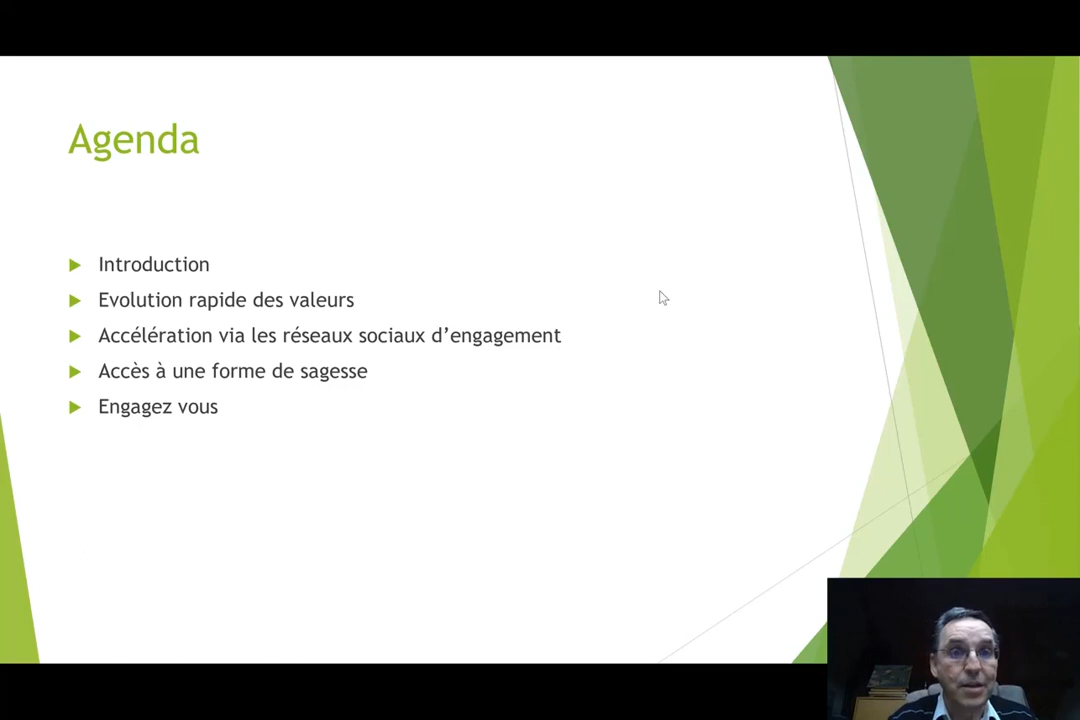 Agenda
Introduction
Evolution rapide des valeurs
Accélération via les réseaux sociaux d’engagement
Accès à une forme de sagesse
Engagez vous